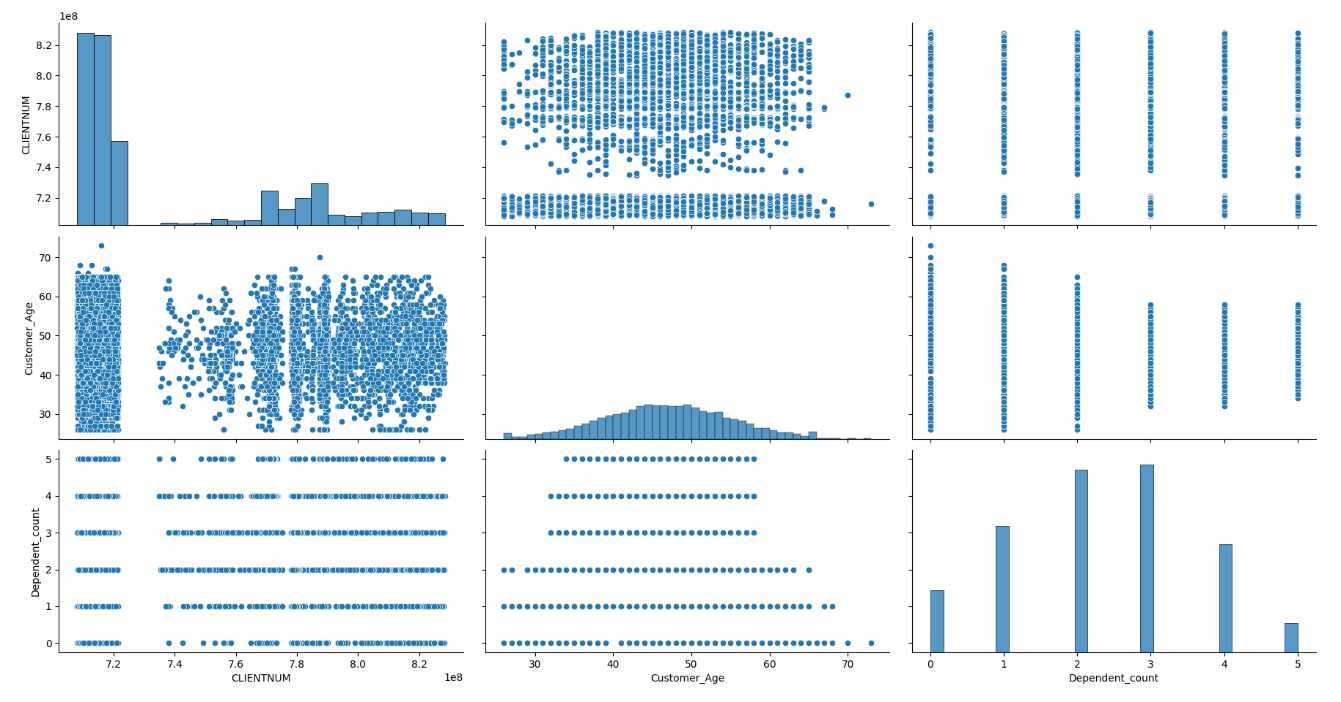 1e8
8.2
8.0
7.8
7.6
7.4
7.2
CLIENTNUM
70
60
50
40
30
Customer_Age
5
4
3
2
1
0
Dependent_count
7.2 7.4 7.6 7.8 8.0 8.2
CLIENTNUM 1e8
30 40 50 60 70
Customer_Age
0 1 2 3 4 5
Dependent_count